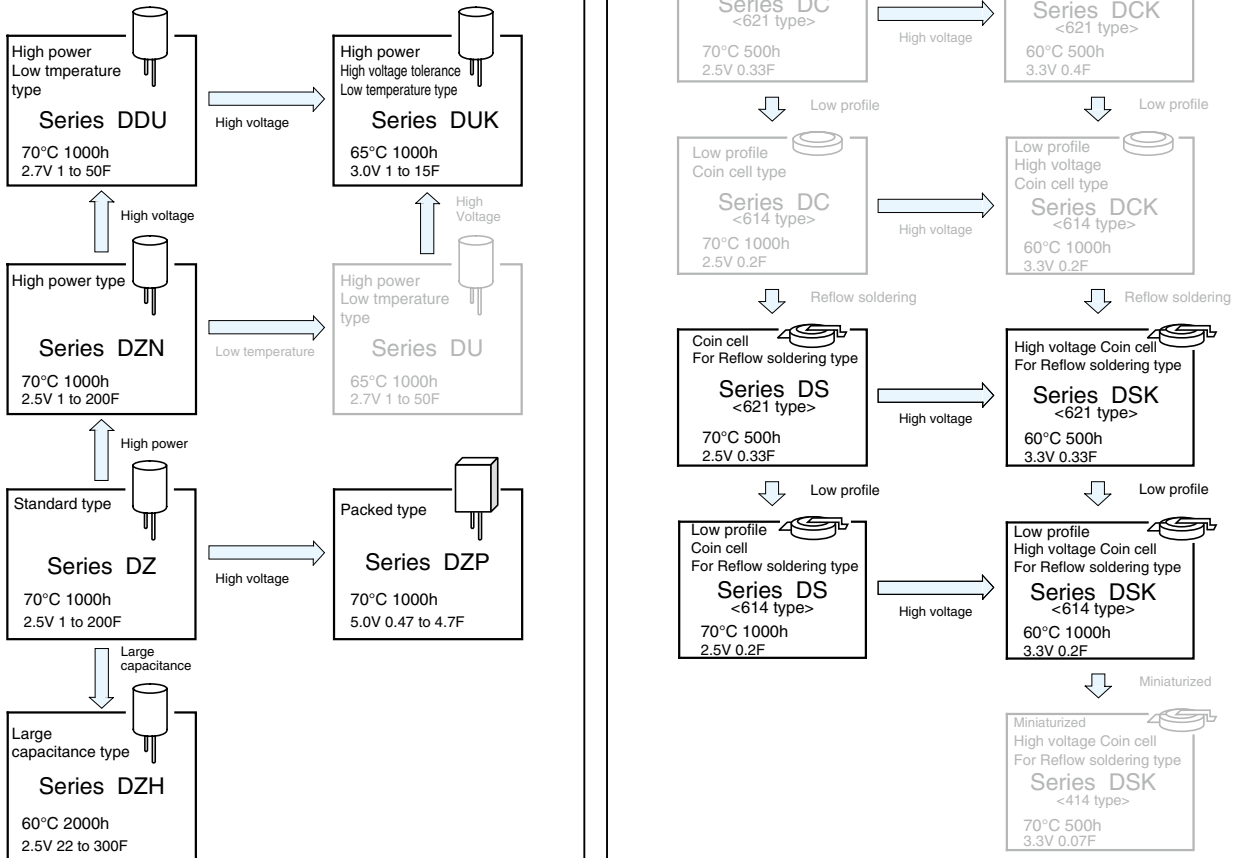 High power
Low tmperature
type
Series DDU
70°C 1000h
2.7V 1 to 50F
High voltage
High power
High voltage tolerance
Low temperature type
Series DUK
65°C 1000h
3.0V 1 to 15F
High voltage
High
Voltage
High power type
Series DZN
70°C 1000h
2.5V 1 to 200F
Low temperature
High power
Low tmperature
type
Series DU
65°C 1000h
2.7V 1 to 50F
High power
Standard type
Series DZ
70°C 1000h
2.5V 1 to 200F
High voltage
Packed type
Series DZP
70°C 1000h
5.0V 0.47 to 4.7F
Large
capacitance
Large
capacitance type
Series DZH
60°C 2000h
2.5V 22 to 300F
Series DC
<621 type>
70°C 500h
2.5V 0.33F
High voltage
Series DCK
<621 type>
60°C 500h
3.3V 0.4F
Low profile
Low profile
Low profile
Coin cell type
Series DC
<614 type>
70°C 1000h
2.5V 0.2F
High voltage
Low profile
High voltage
Coin cell type
Series DCK
<614 type>
60°C 1000h
3.3V 0.2F
Reflow soldering
Reflow soldering
Coin cell
For Reflow soldering type
Series DS
<621 type>
70°C 500h
2.5V 0.33F
High voltage
High voltage Coin cell
For Reflow soldering type
Series DSK
<621 type>
60°C 500h
3.3V 0.33F
Low profile
Low profile
Low profile
Coin cell
For Reflow soldering type
Series DS
<614 type>
70°C 1000h
2.5V 0.2F
High voltage
Low profile
High voltage Coin cell
For Reflow soldering type
Series DSK
<614 type>
60°C 1000h
3.3V 0.2F
Miniaturized
Miniaturized
High voltage Coin cell
For Reflow soldering type
Series DSK
<414 type>
70°C 500h
3.3V 0.07F